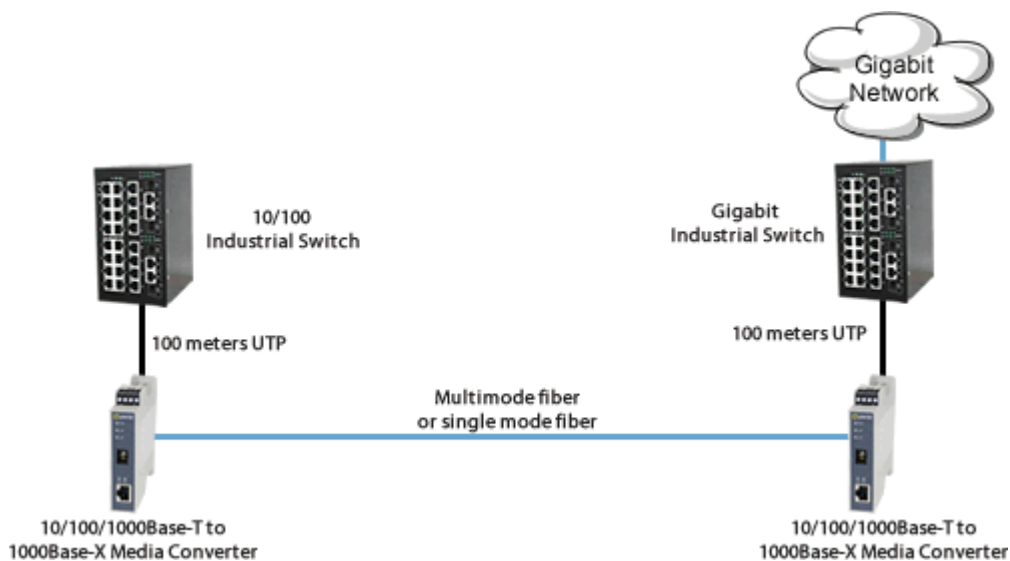 Gigabit
Network
10/100
Industrial Switch
Gigabit
Industrial Switch
100 meters UTP
100 meters UTP
Multimode fiber
or single mode fiber
10/100/1000Base-T to
1000Base-X Media Converter
10/100/1000Base-T to
1000Base-X Media Converter